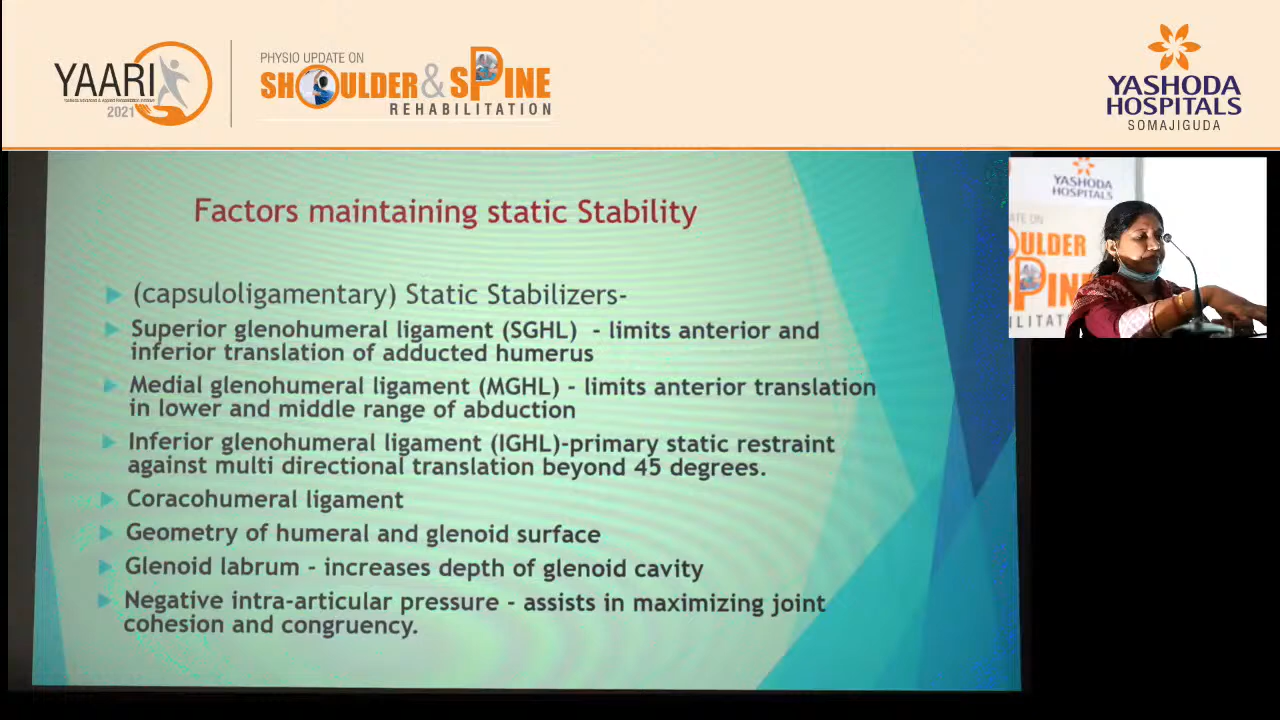 YAARI
2021
PHYSIO UPDATE ON
SHOULDER & SPINE
REHABILITATION
YASHODA
HOSPITALS
SOMAJIGUDA
Factors maintaining static Stability
(capsuloligamentary) Static Stabilizers-
Superior glenohumeral ligament (SGHL) - limits anterior and
inferior translation of adducted humerus
Medial glenohumeral ligament (MGHL) - limits anterior translation
in lower and middle range of abduction
Inferior glenohumeral ligament (IGHL)-primary static restraint
against multi directional translation beyond 45 degrees.
Coracohumeral ligament
Geometry of humeral and glenoid surface
Glenoid labrum - increases depth of glenoid cavity
Negative intra-articular pressure - assists in maximizing joint
cohesion and congruency.
YASHODA
HOSPITALS
ATE ON
OULDER
PIN
ILITAT